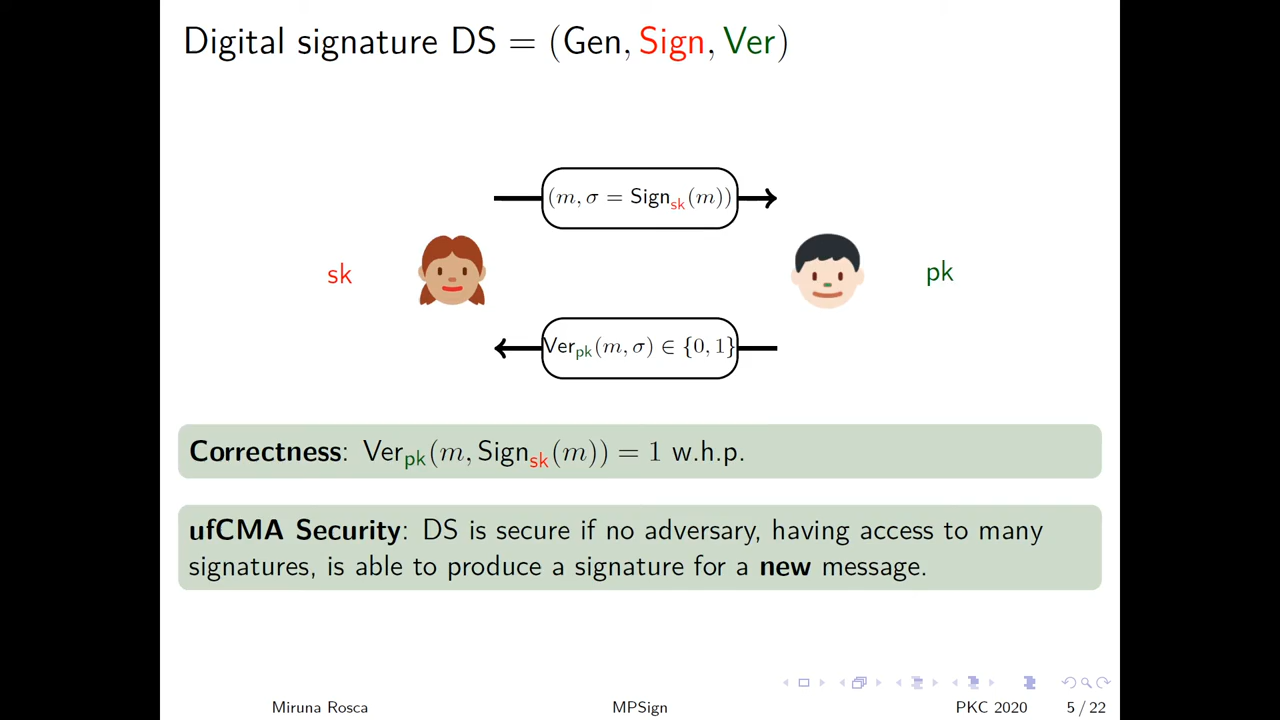 Digital signature DS = (Gen, Sign, Ver)
(m, σ = Sign_sk(m))
sk
pk
Ver_pk(m, σ) ∈ {0, 1}
Correctness: Ver_pk(m, Sign_sk(m)) = 1 w.h.p.
ufCMA Security: DS is secure if no adversary, having access to many
signatures, is able to produce a signature for a new message.
Miruna Rosca MPSign PKC 2020 5 / 22